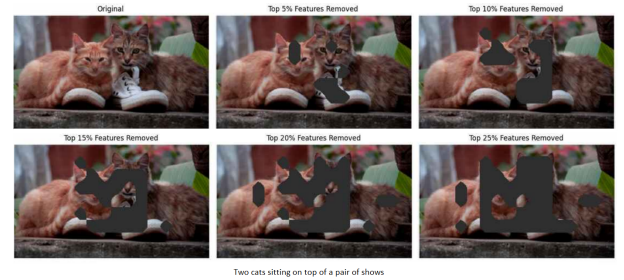 Original
Top 5% Features Removed
Top 10% Features Removed
Top 15% Features Removed
Top 20% Features Removed
Top 25% Features Removed
Two cats sitting on top of a pair of shows